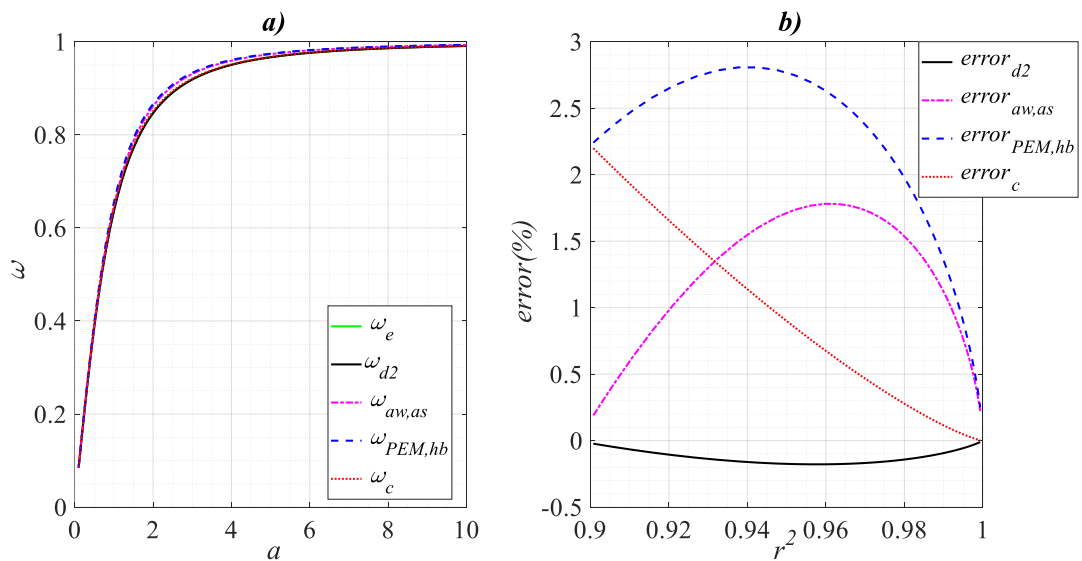 a)
1
0.8
0.6
0.4
0.2
0
ω
0 2 4 6 8 10
a
ω_e
ω_d2
ω_aw,as
ω_PEM,hb
ω_c
b)
3
2.5
2
1.5
1
0.5
0
-0.5
error(%)
0.9 0.92 0.94 0.96 0.98 1
r^2
error_d2
error_aw,as
error_PEM,hb
error_c